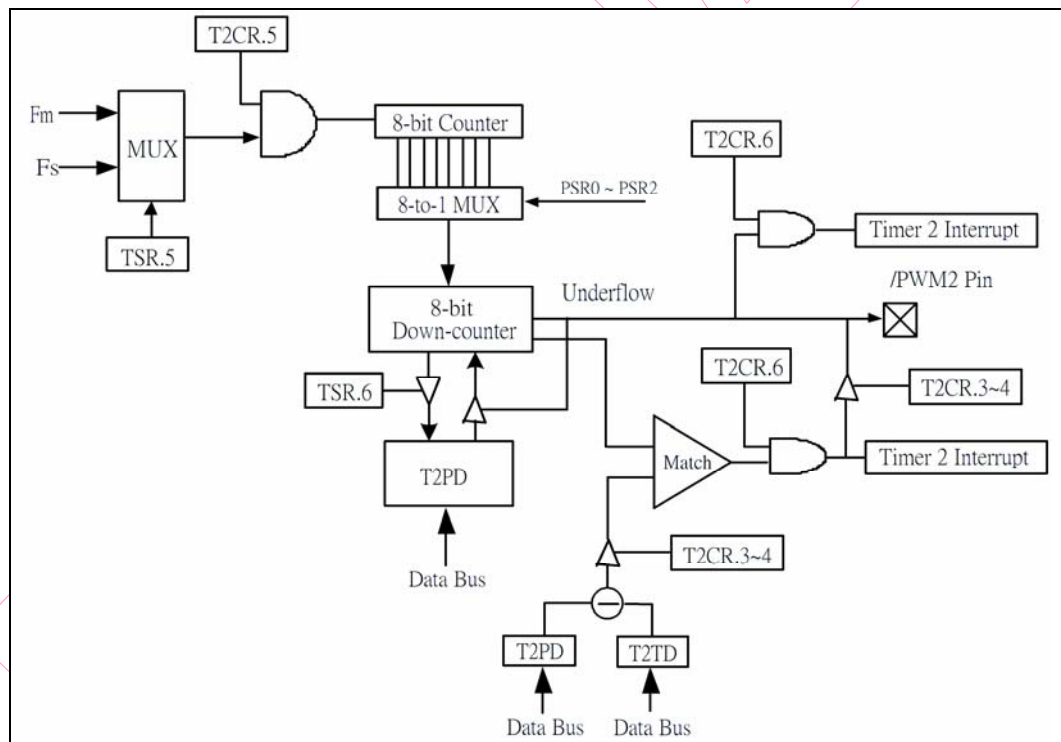 T2CR.5
Fm
Fs
MUX
TSR.5
8-bit Counter
8-to-1 MUX
PSR0 ~ PSR2
T2CR.6
Timer 2 Interrupt
/PWM2 Pin
Underflow
8-bit
Down-counter
TSR.6
T2PD
Data Bus
T2CR.6
T2CR.3~4
Match
Timer 2 Interrupt
T2CR.3~4
T2PD
T2TD
Data Bus
Data Bus